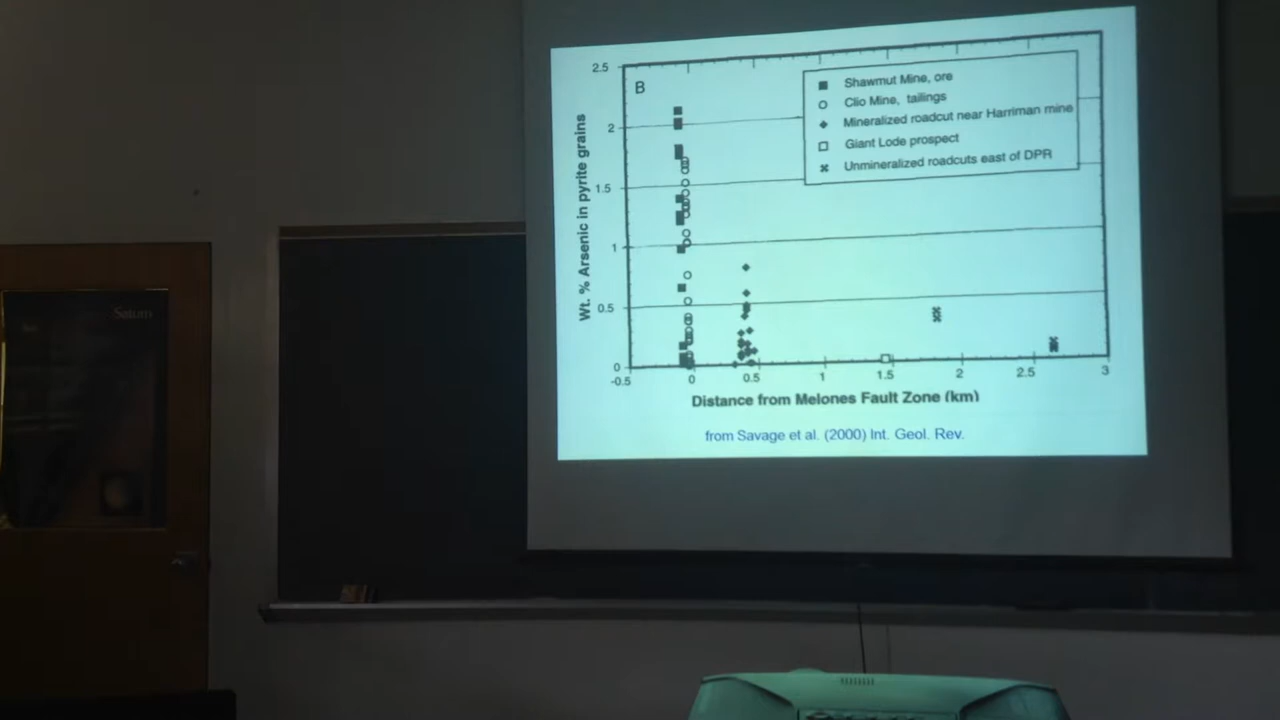 Saturn
B
2.5
2
1.5
1
0.5
0
Wt. % Arsenic in pyrite grains
Shawmut Mine, ore
Clio Mine, tailings
Mineralized roadcut near Harriman mine
Giant Lode prospect
Unmineralized roadcuts east of DPR
-0.5 0 0.5 1 1.5 2 2.5 3
Distance from Melones Fault Zone (km)
from Savage et al. (2000) Int. Geol. Rev.